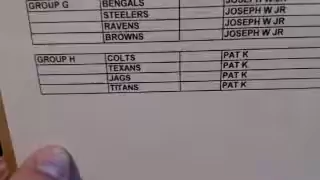 GROUP G BENGALS JOSEPH W JR
STEELERS JOSEPH W JR
RAVENS JOSEPH W JR
BROWNS JOSEPH W JR
GROUP H COLTS PAT K
TEXANS PAT K
JAGS PAT K
TITANS PAT K